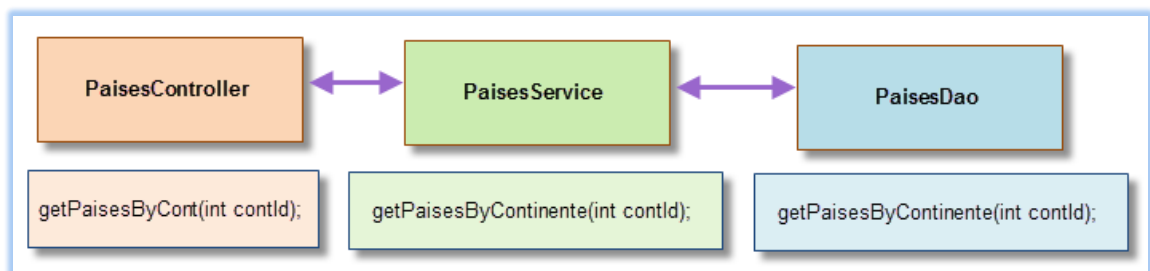 PaisesController
PaisesService
PaisesDao
getPaisesByCont(int contId);
getPaisesByContinente(int contId);
getPaisesByContinente(int contId);